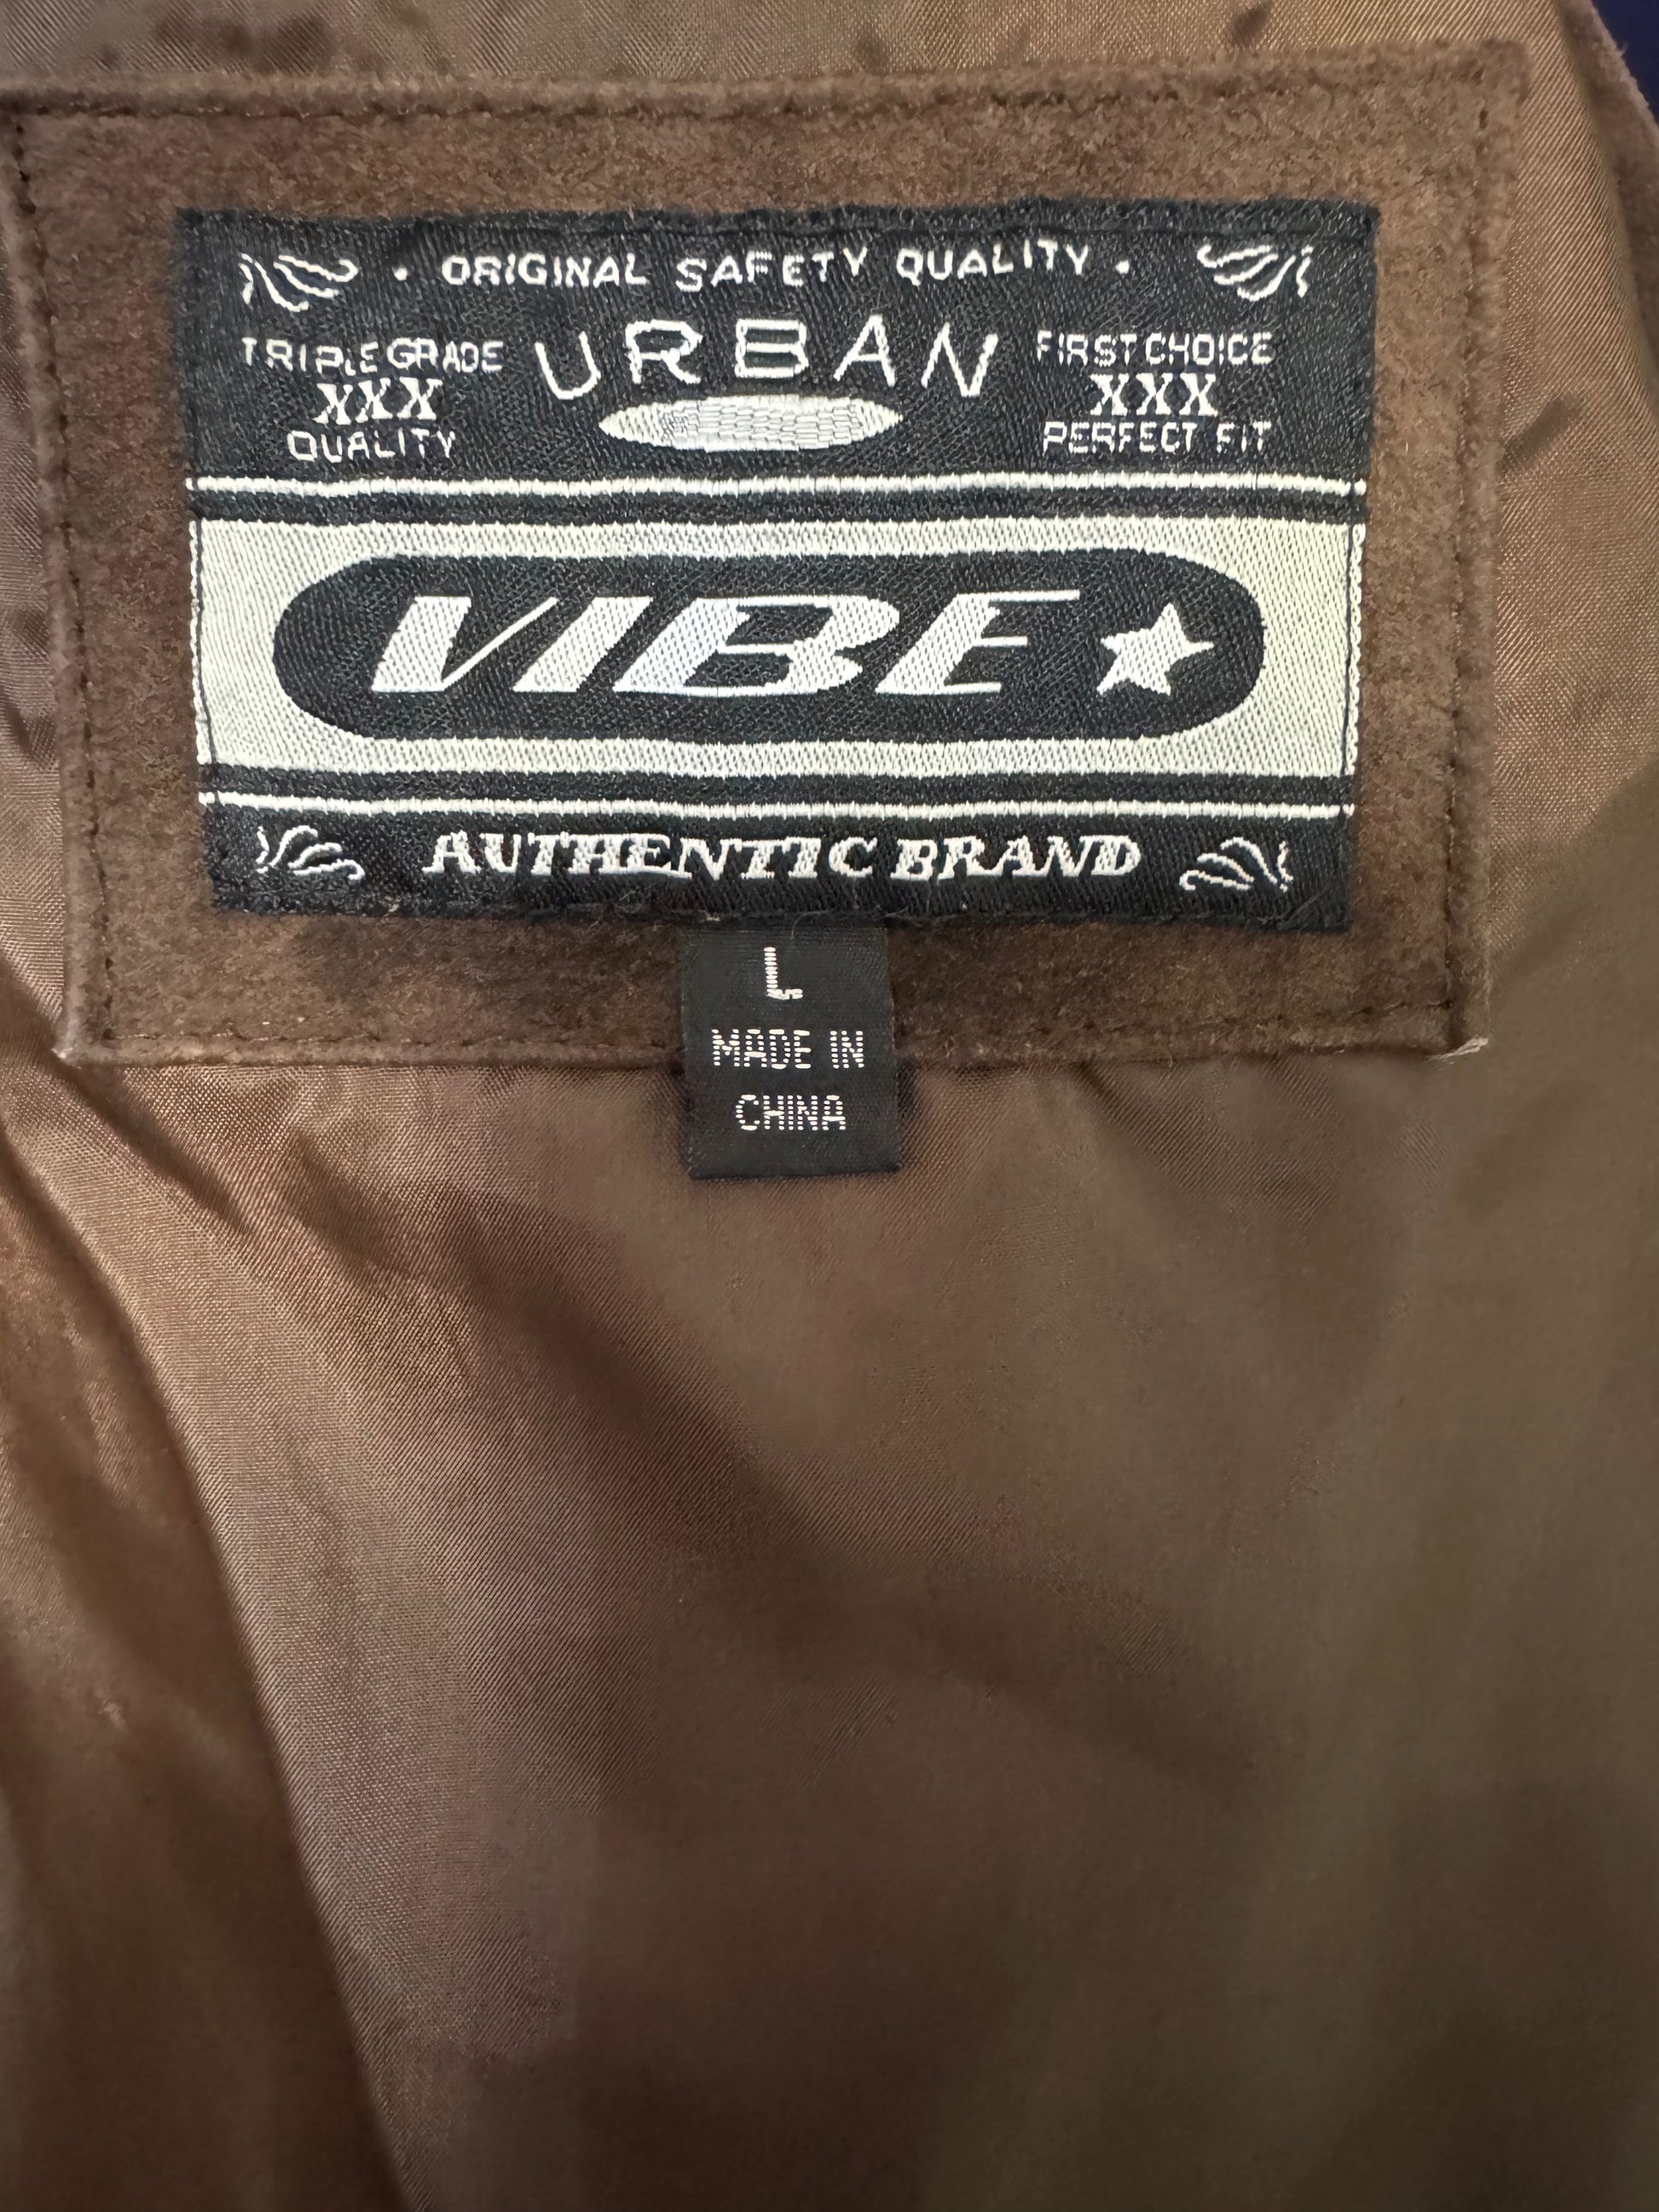 · ORIGINAL SAFETY QUALITY ·
URBAN
TRIPLE GRADE
XXX
QUALITY
FIRST CHOICE
XXX
PERFECT FIT
VIBE
AUTHENTIC BRAND
L
MADE IN
CHINA